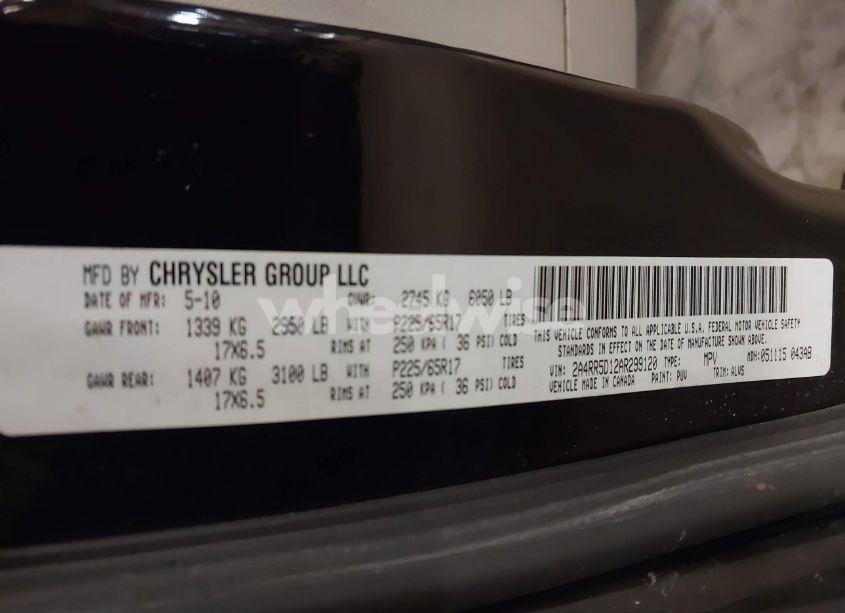 MFD BY CHRYSLER GROUP LLC
DATE OF MFR: 5-10 GVWR: 2745 KG 6050 LB
GAWR FRONT: 1339 KG 2950 LB WITH P225/65R17 TIRES
17X6.5 RIMS AT 250 KPA ( 36 PSI) COLD
GAWR REAR: 1407 KG 3100 LB WITH P225/65R17 TIRES
17X6.5 RIMS AT 250 KPA ( 36 PSI) COLD
THIS VEHICLE CONFORMS TO ALL APPLICABLE U.S.A. FEDERAL MOTOR VEHICLE SAFETY
STANDARDS IN EFFECT ON THE DATE OF MANUFACTURE SHOWN ABOVE.
VIN: 2A4RR5D12AR299120 TYPE: MPV MDH: 051115 043AB
VEHICLE MADE IN CANADA PAINT: PUV TRIM: ALVS
wheelwise